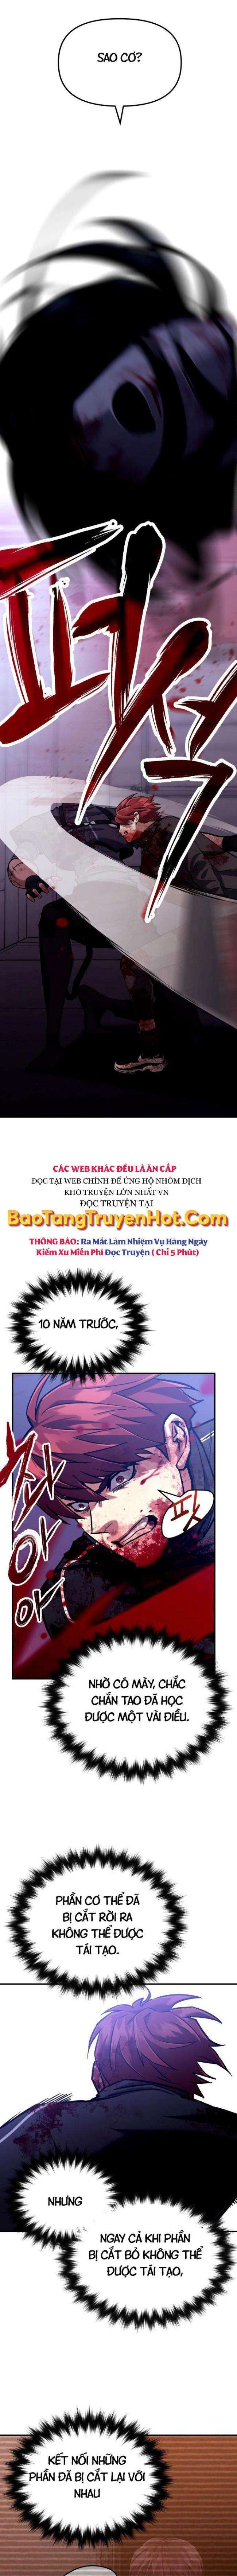 SAO CƠ?
퍼억
CÁC WEB KHÁC ĐỀU LÀ ĂN CẮP
ĐỌC TẠI WEB CHÍNH ĐỂ ỦNG HỘ NHÓM DỊCH
KHO TRUYỆN LỚN NHẤT VN
ĐỌC TRUYỆN TẠI
BaoTangTruyenHot.Com
THÔNG BÁO: Ra Mắt Làm Nhiệm Vụ Hàng Ngày
Kiếm Xu Miễn Phí Đọc Truyện ( Chỉ 5 Phút)
10 NĂM TRƯỚC,
NHỜ CÓ MÀY, CHẮC
CHẮN TAO ĐÃ HỌC
ĐƯỢC MỘT VÀI ĐIỀU.
PHẦN CƠ THỂ ĐÃ
BỊ CẮT RỜI RA
KHÔNG THỂ ĐƯỢC
TÁI TẠO.
NHƯNG
NGAY CẢ KHI PHẦN
BỊ CẮT BỎ KHÔNG THỂ
ĐƯỢC TÁI TẠO,
KẾT NỐI NHỮNG
PHẦN ĐÃ BỊ CẮT LẠI VỚI
NHAU